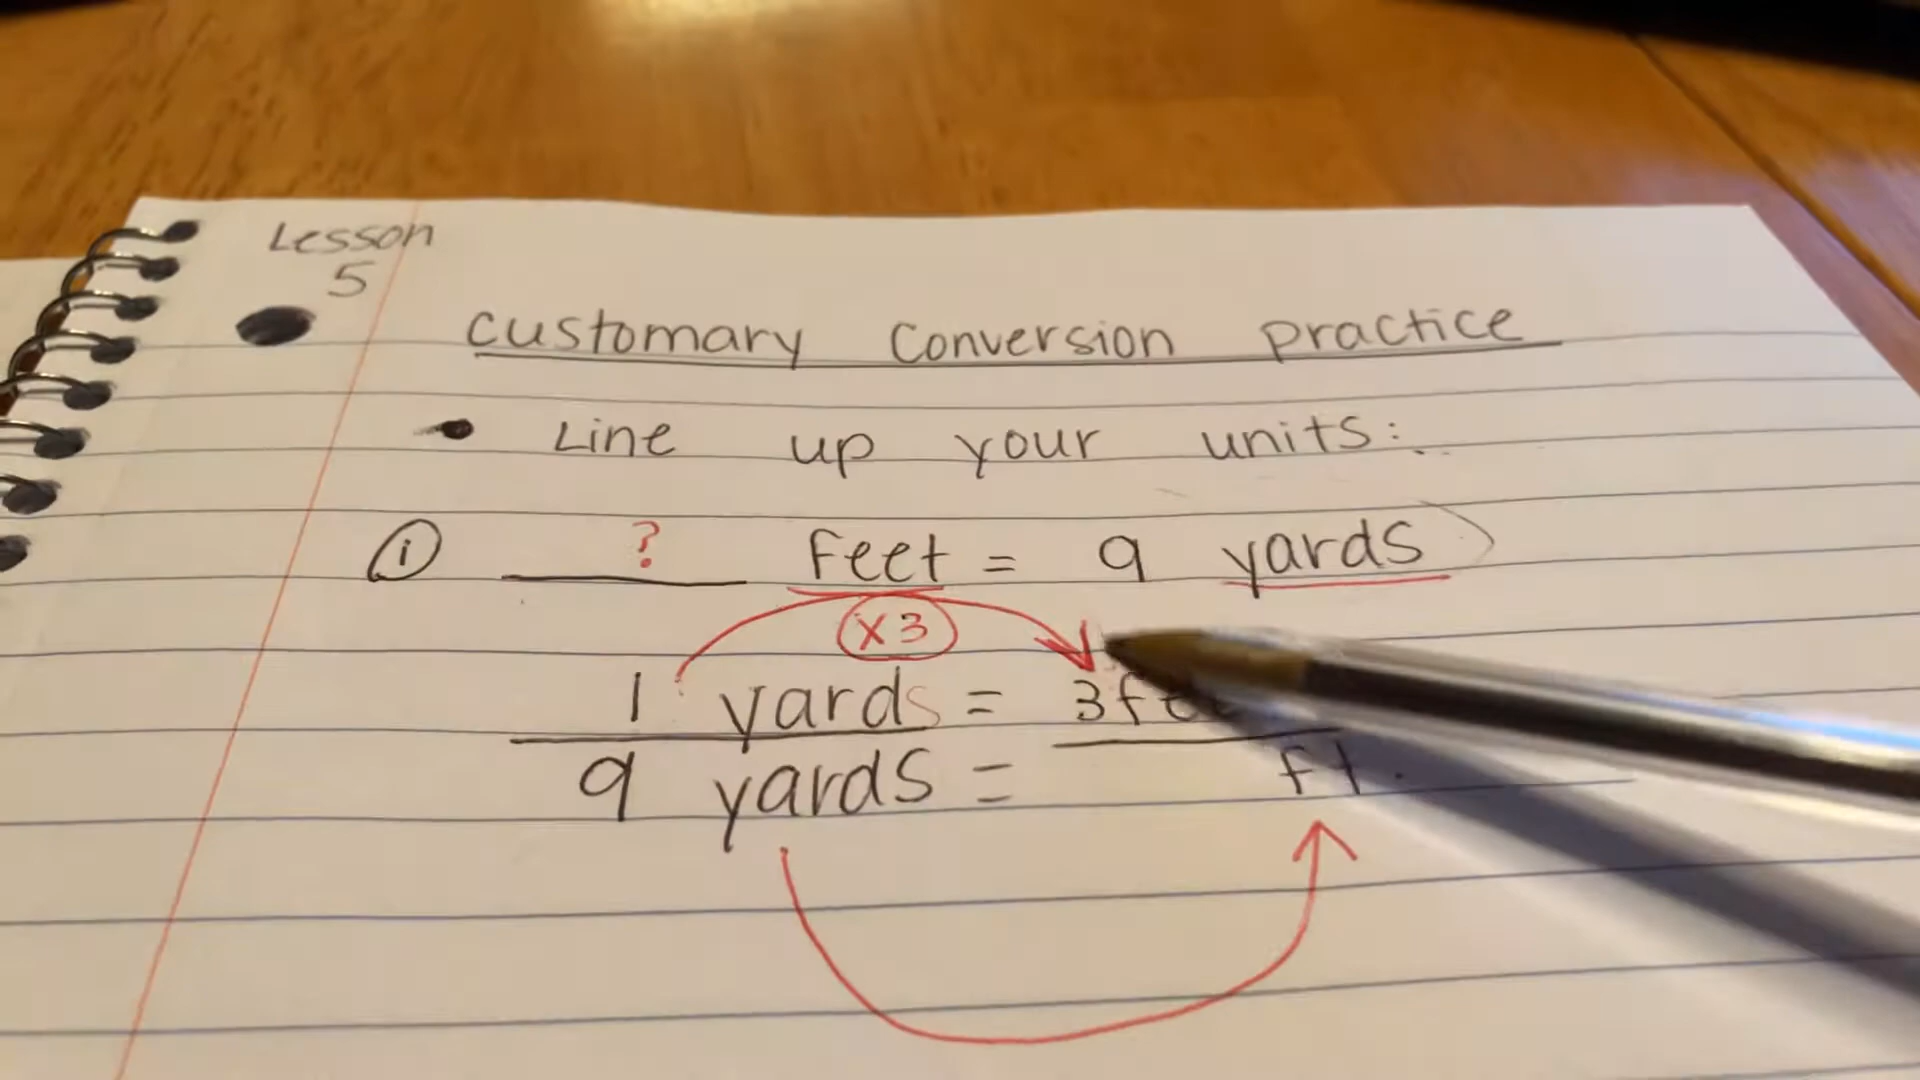 Lesson
5
Customary Conversion Practice
• Line up your units:
① ? Feet = 9 yards
x3
1 yards =
9 yards = ft.